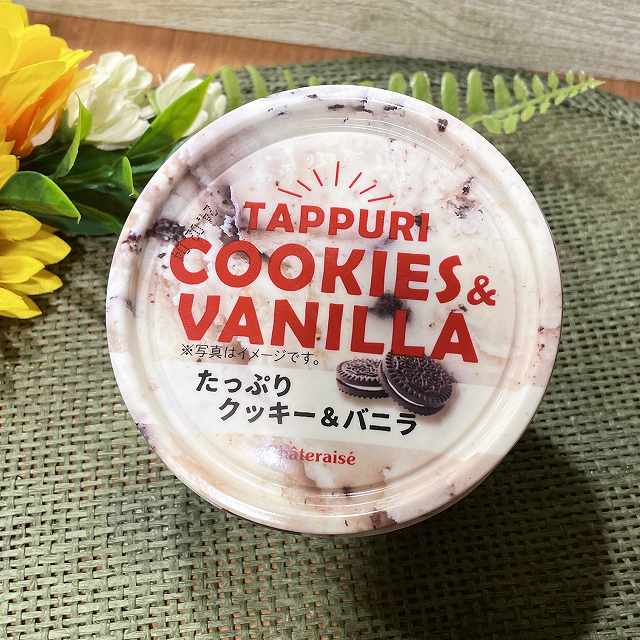 TAPPURI
COOKIES &
VANILLA
※写真はイメージです。
たっぷり
クッキー&バニラ
châteraisé